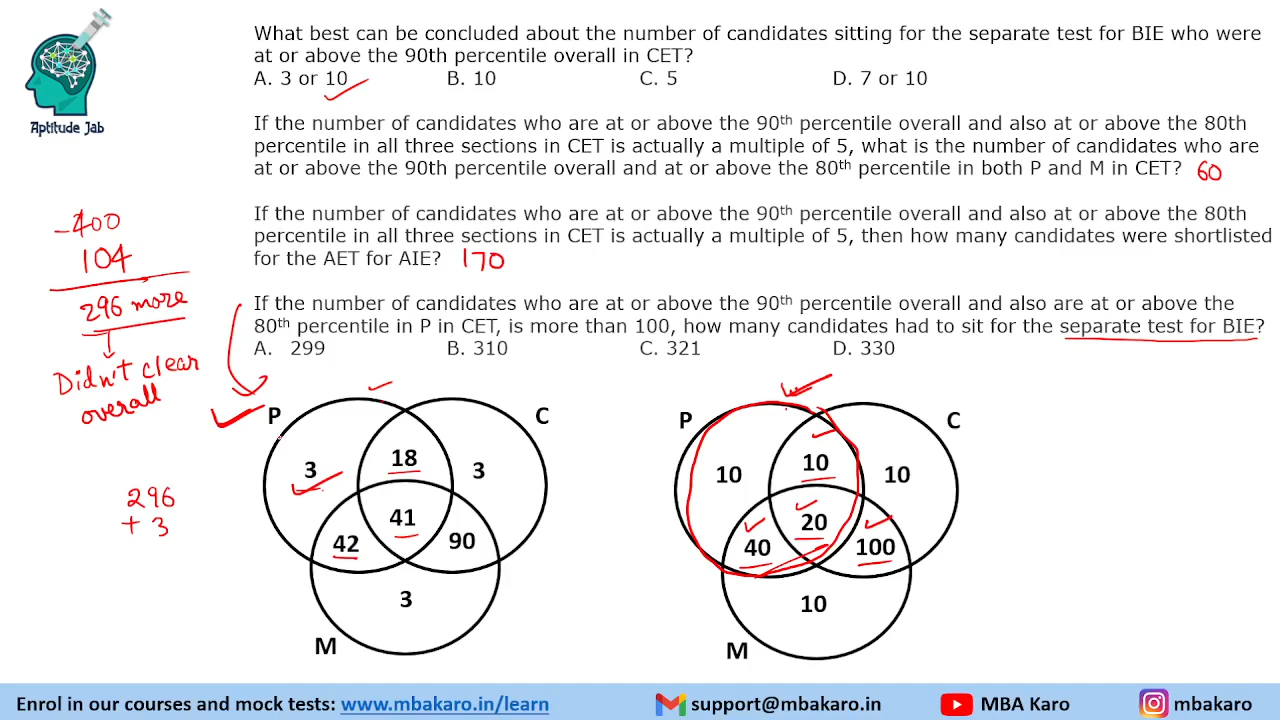 Aptitude Jab
What best can be concluded about the number of candidates sitting for the separate test for BIE who were
at or above the 90th percentile overall in CET?
A. 3 or 10 B. 10 C. 5 D. 7 or 10
If the number of candidates who are at or above the 90th percentile overall and also at or above the 80th
percentile in all three sections in CET is actually a multiple of 5, what is the number of candidates who are
at or above the 90th percentile overall and at or above the 80th percentile in both P and M in CET? 60
If the number of candidates who are at or above the 90th percentile overall and also at or above the 80th
percentile in all three sections in CET is actually a multiple of 5, then how many candidates were shortlisted
for the AET for AIE? 170
If the number of candidates who are at or above the 90th percentile overall and also are at or above the
80th percentile in P in CET, is more than 100, how many candidates had to sit for the separate test for BIE?
A. 299 B. 310 C. 321 D. 330
-400
104
296 more
Didn't clear
overall
296
+ 3
P C
3 18 3
41
42 90
3
M
P C
10 10 10
20
40 100
10
M
Enrol in our courses and mock tests: www.mbakaro.in/learn support@mbakaro.in MBA Karo mbakaro